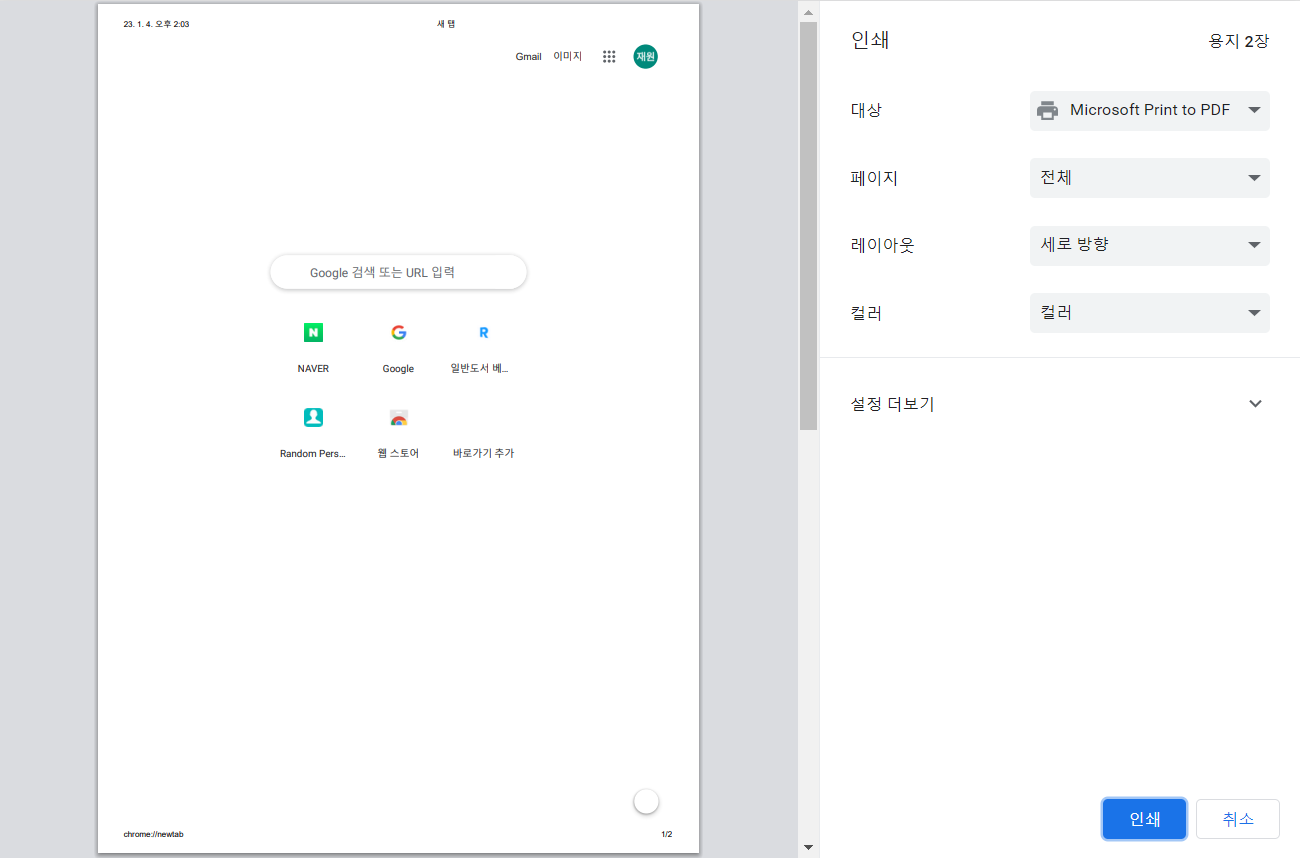 23. 1. 4. 오후 2:03
새 탭
Gmail 이미지 재원
Google 검색 또는 URL 입력
NAVER Google 일반도서 베...
Random Pers... 웹 스토어 바로가기 추가
chrome://newtab 1/2
인쇄 용지 2장
대상 Microsoft Print to PDF
페이지 전체
레이아웃 세로 방향
컬러 컬러
설정 더보기
인쇄 취소